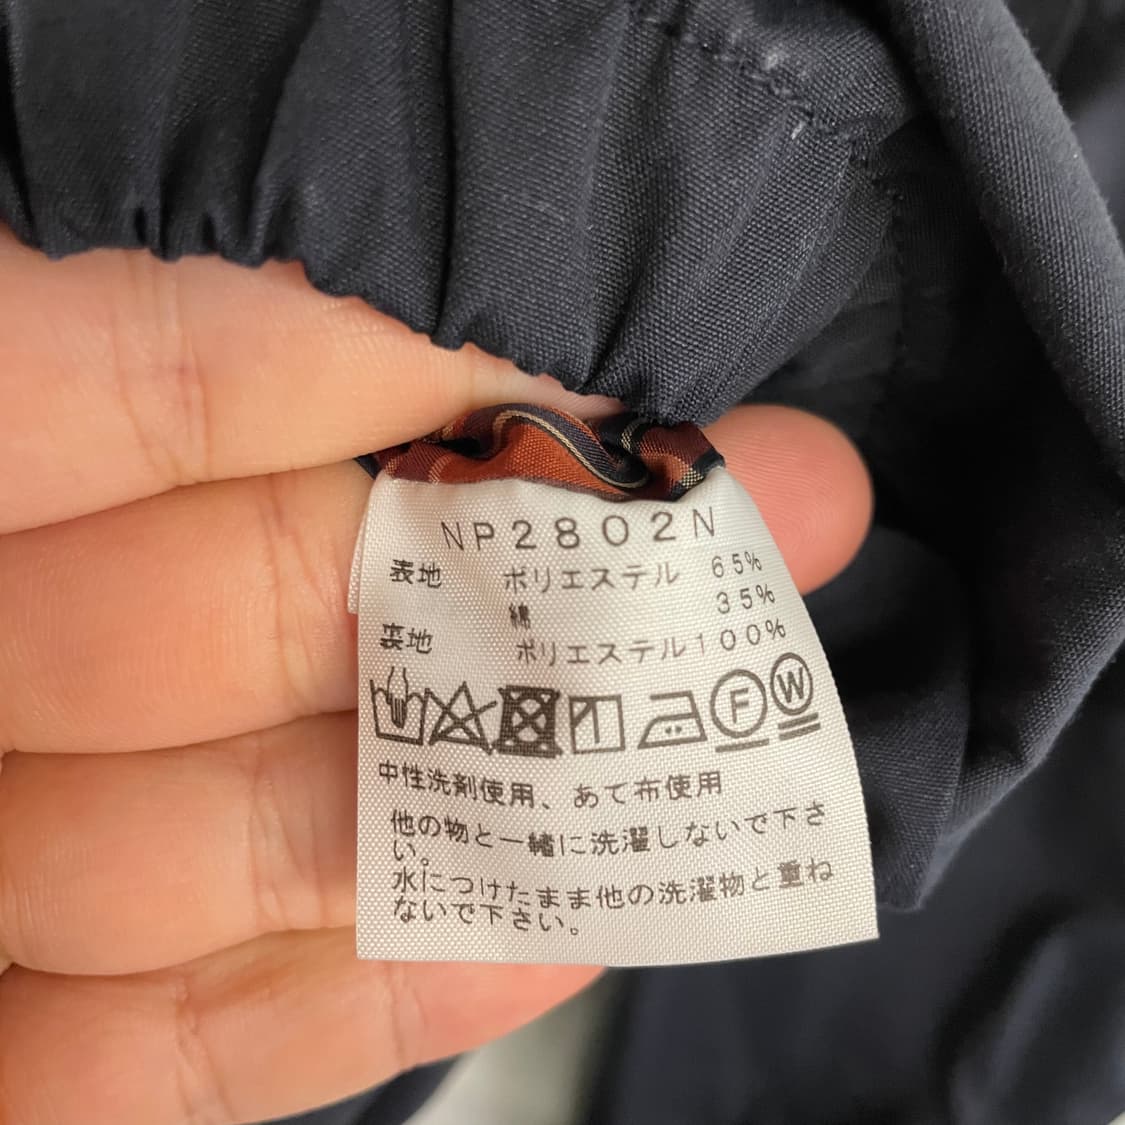 NP2802N
表地 ポリエステル 65%
綿 35%
裏地 ポリエステル100%
F W
中性洗剤使用、あて布使用
他の物と一緒に洗濯しないで下さ
い。
水につけたまま他の洗濯物と重ね
ないで下さい。